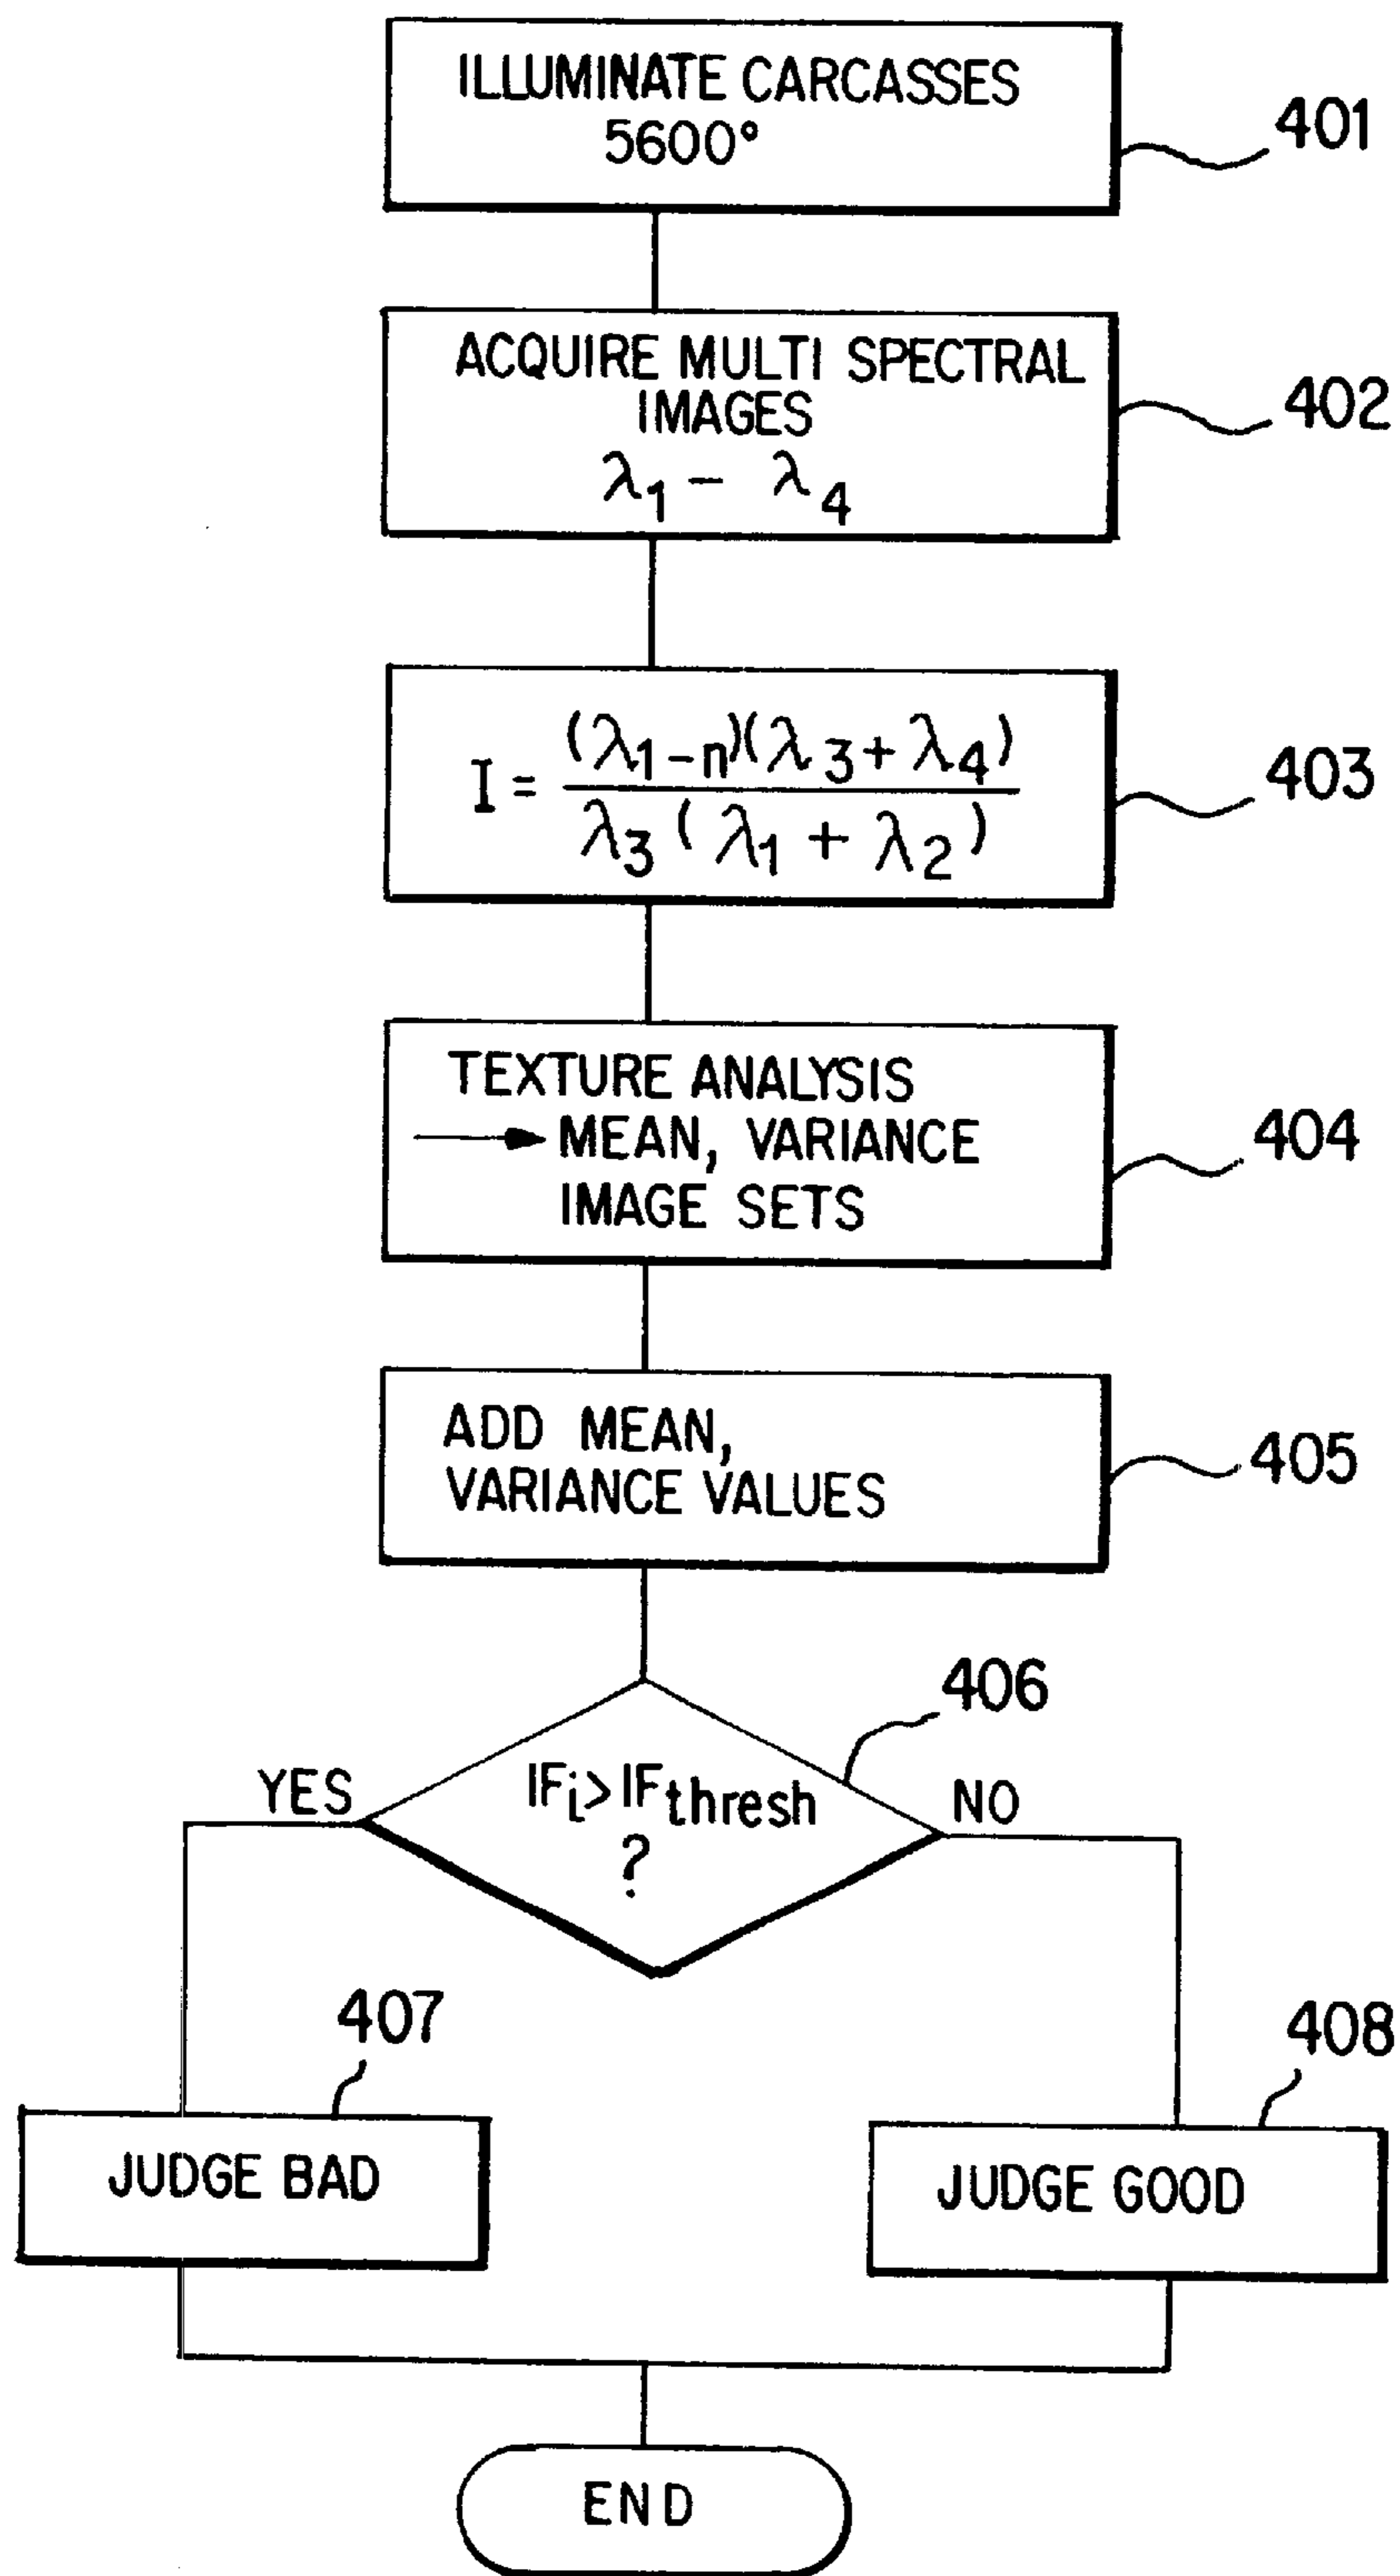 ILLUMINATE CARCASSES
5600°
401
ACQUIRE MULTI SPECTRAL
IMAGES
λ1 - λ4
402
I = (λ1-n)(λ3+λ4) / λ3 (λ1 + λ2)
403
TEXTURE ANALYSIS
→ MEAN, VARIANCE
IMAGE SETS
404
ADD MEAN,
VARIANCE VALUES
405
406
YES
IFi>IFthresh
?
NO
407
408
JUDGE BAD
JUDGE GOOD
END